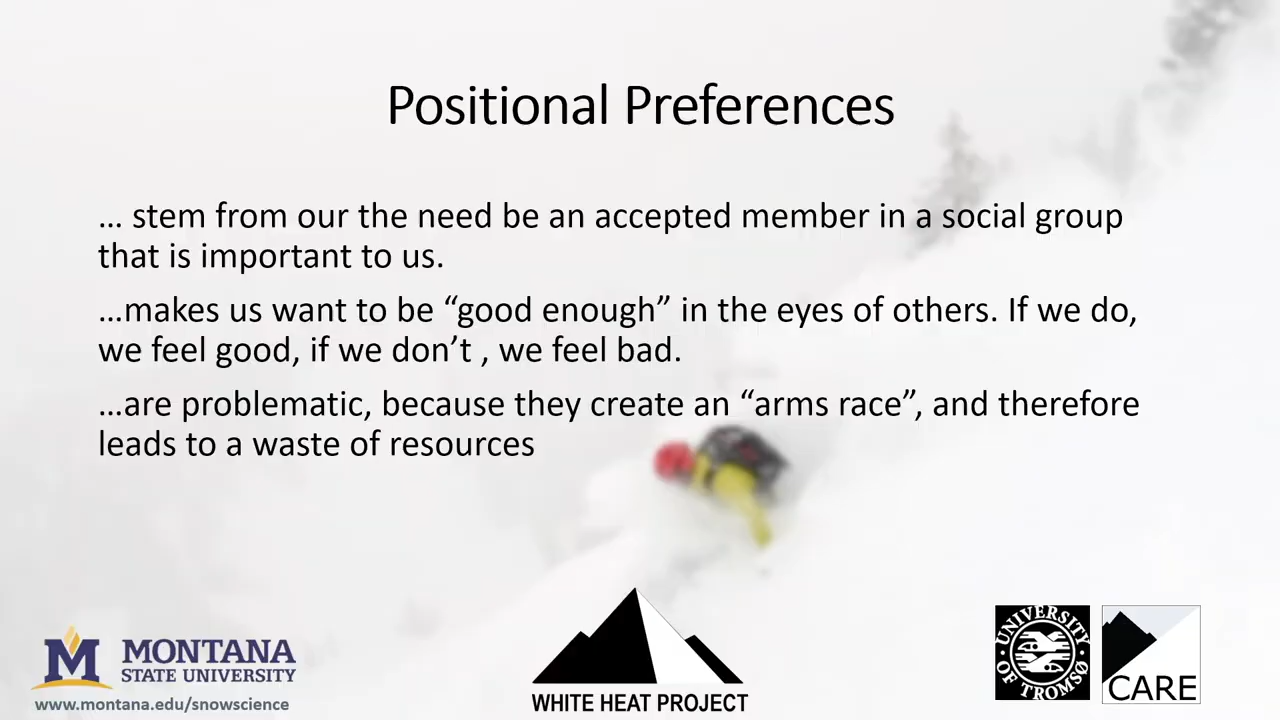 Positional Preferences
... stem from our the need be an accepted member in a social group
that is important to us.
...makes us want to be “good enough” in the eyes of others. If we do,
we feel good, if we don’t , we feel bad.
...are problematic, because they create an “arms race”, and therefore
leads to a waste of resources
M MONTANA
STATE UNIVERSITY
www.montana.edu/snowscience
WHITE HEAT PROJECT
UNIVERSITY
OF TROMSØ
CARE